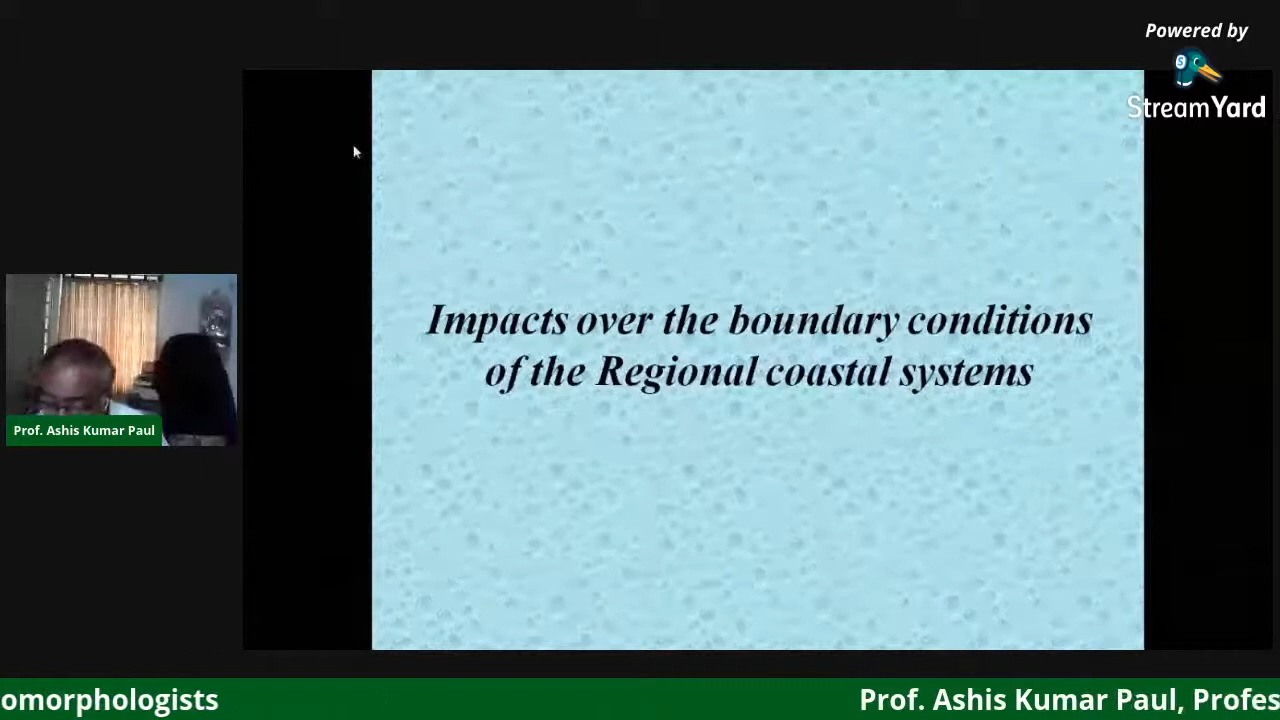 Powered by
StreamYard
Impacts over the boundary conditions
of the Regional coastal systems
Prof. Ashis Kumar Paul
omorphologists
Prof. Ashis Kumar Paul, Profes